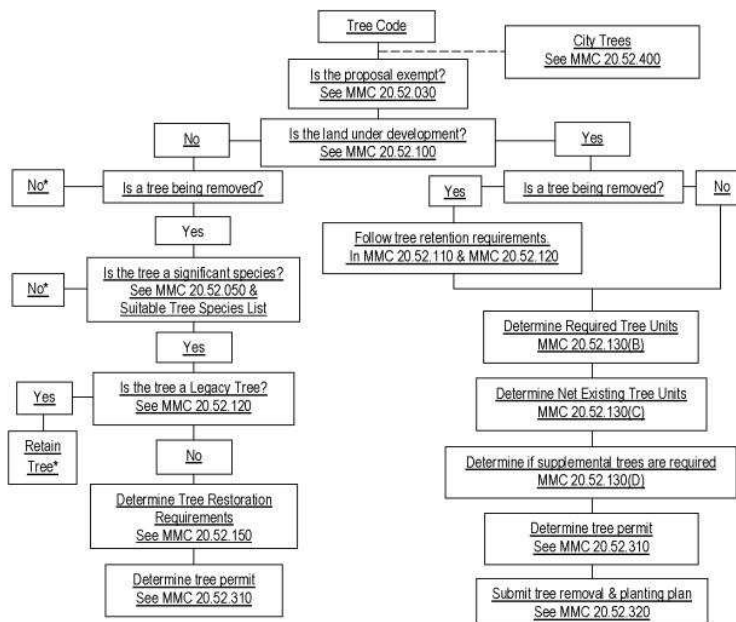 Tree Code
City Trees
See MMC 20.52.400
Is the proposal exempt?
See MMC 20.52.030
No
Is the land under development?
See MMC 20.52.100
Yes
No*
Is a tree being removed?
Yes
Is a tree being removed?
No
Yes
Follow tree retention requirements
In MMC 20.52.110 & MMC 20.52.120
No*
Is the tree a significant species?
See MMC 20.52.050 &
Suitable Tree Species List
Determine Required Tree Units
MMC 20.52.130(B)
Yes
Yes
Is the tree a Legacy Tree?
See MMC 20.52.120
Determine Net Existing Tree Units
MMC 20.52.130(C)
Retain
Tree*
No
Determine if supplemental trees are required
MMC 20.52.130(D)
Determine Tree Restoration
Requirements
See MMC 20.52.150
Determine tree permit
See MMC 20.52.310
Determine tree permit
See MMC 20.52.310
Submit tree removal & planting plan
See MMC 20.52.320